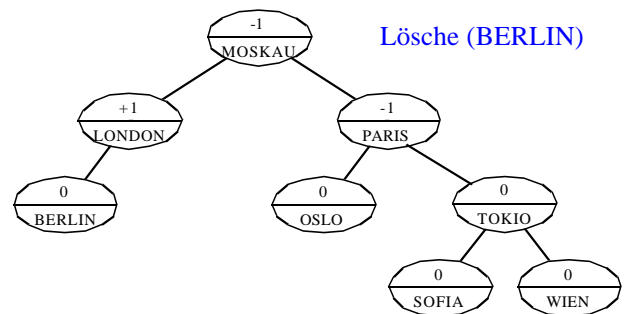 -1
MOSKAU
Lösche (BERLIN)
+1
LONDON
-1
PARIS
0
BERLIN
0
OSLO
0
TOKIO
0
SOFIA
0
WIEN